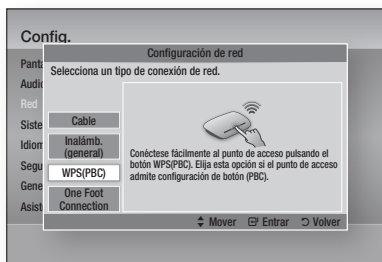 Config.
Configuración de red
Selecciona un tipo de conexión de red.
Red
Cable
Inalámb.
(general)
WPS(PBC)
One Foot
Connection
Conéctese fácilmente al punto de acceso pulsando el
botón WPS(PBC). Elija esta opción si el punto de acceso
admite configuración de botón (PBC).
Mover Entrar Volver